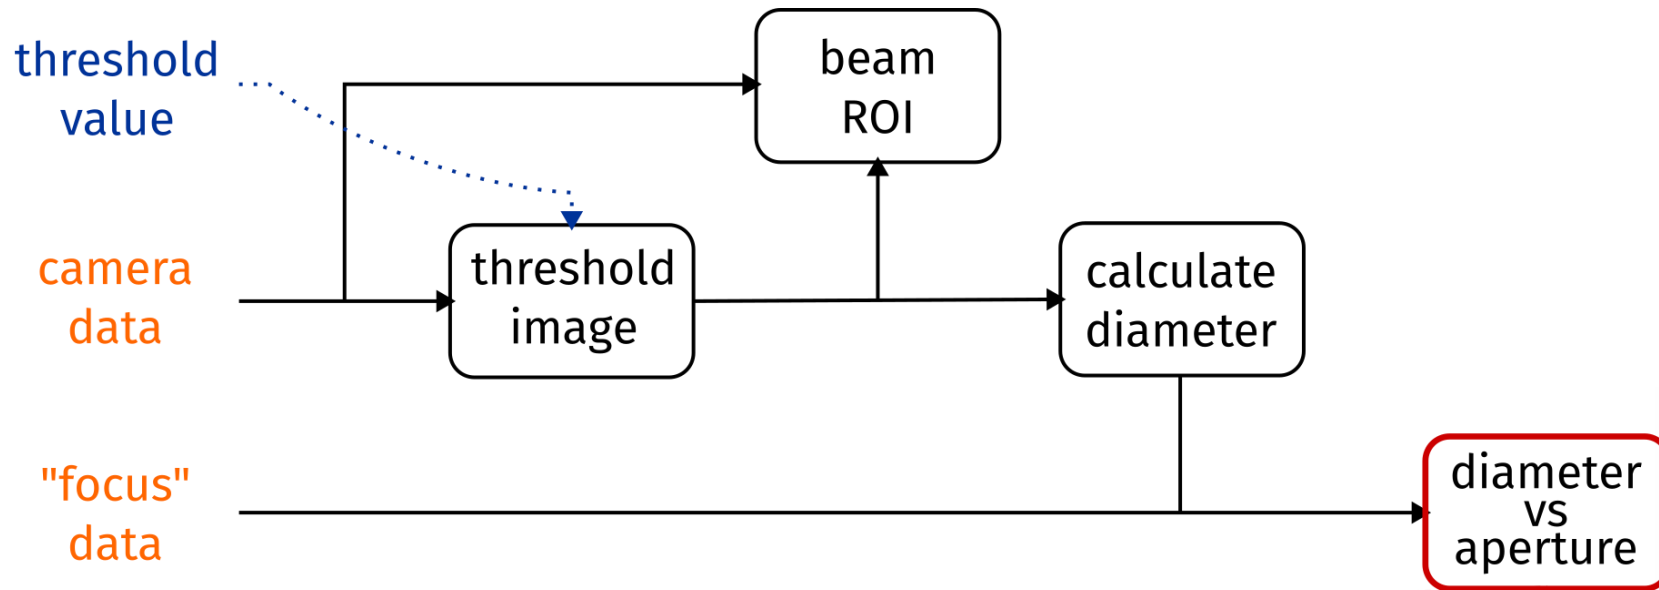 threshold
value
beam
ROI
camera
data
threshold
image
calculate
diameter
"focus"
data
diameter
vs
aperture